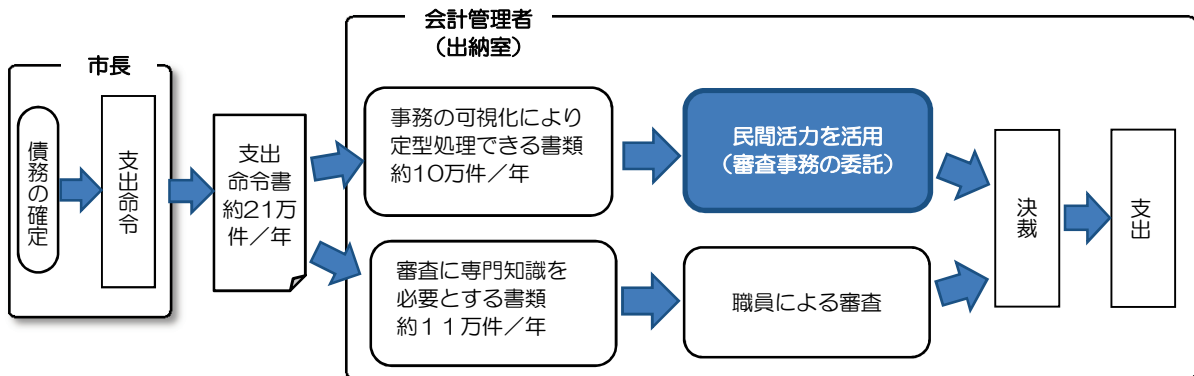 会計管理者
（出納室）
市長
債務の確定
支出命令
支出
命令書
約21万
件／年
事務の可視化により
定型処理できる書類
約10万件／年
民間活力を活用
（審査事務の委託）
審査に専門知識を
必要とする書類
約１１万件／年
職員による審査
決裁
支出